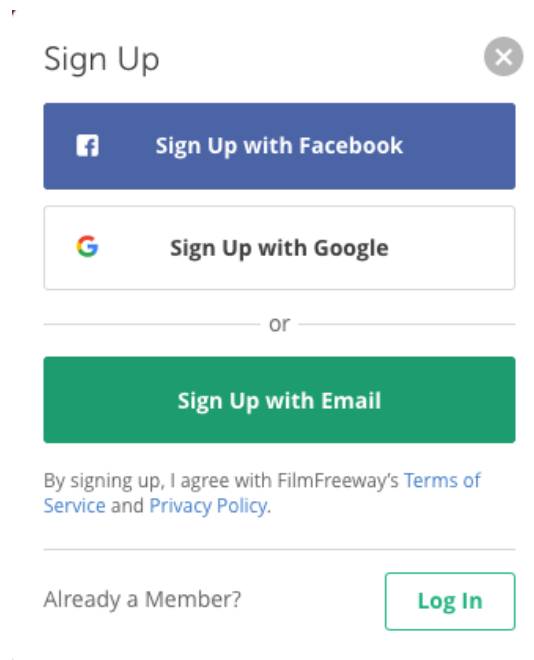 Sign Up
Sign Up with Facebook
Sign Up with Google
or
Sign Up with Email
By signing up, I agree with FilmFreeway's Terms of
Service and Privacy Policy.
Already a Member?
Log In